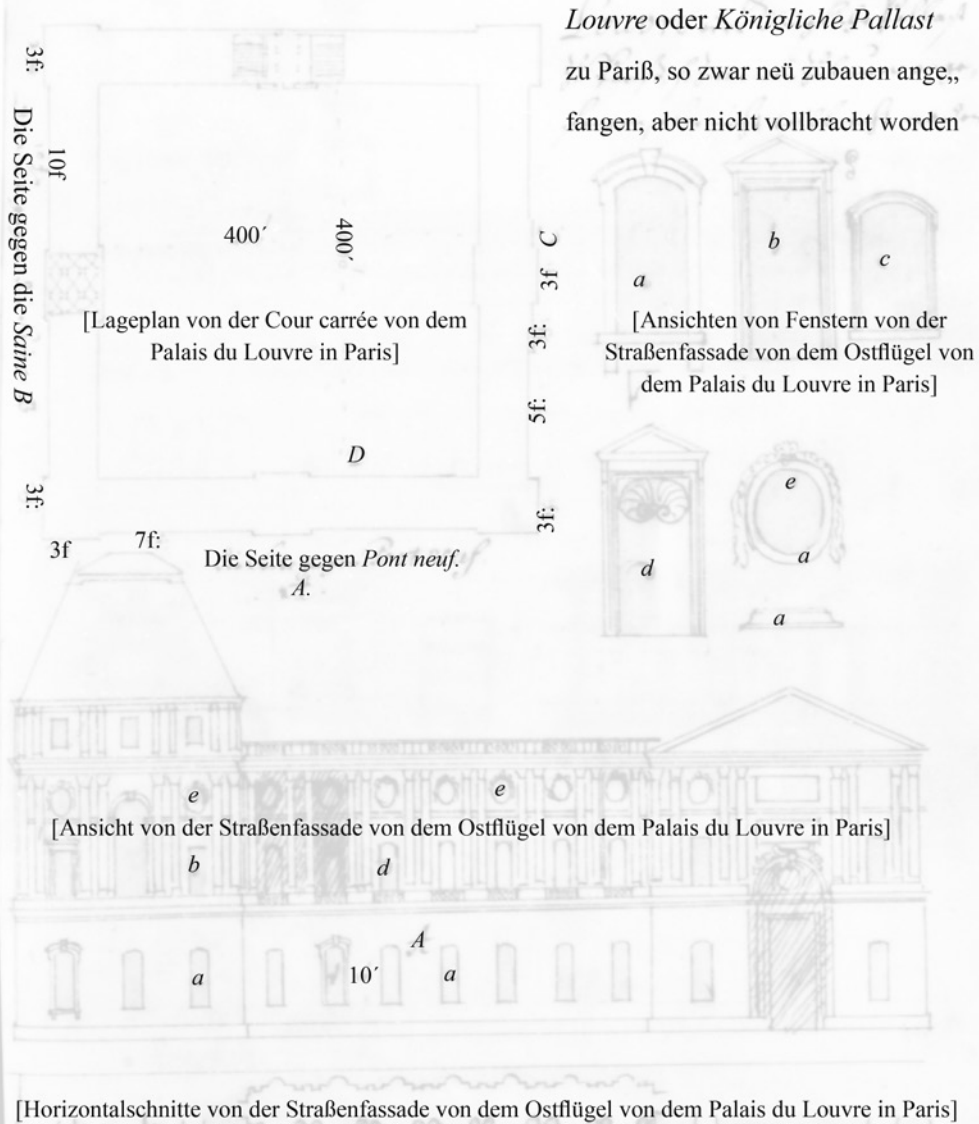 Louvre oder Königliche Pallast
zu Pariß, so zwar neü zubauen ange„
fangen, aber nicht vollbracht worden
3f:
Die Seite gegen die Saine B
10f
3f:
400´
400´
[Lageplan von der Cour carrée von dem
Palais du Louvre in Paris]
D
C
3f
3f:
5f:
3f:
3f
7f:
Die Seite gegen Pont neuf.
A.
a
b
c
[Ansichten von Fenstern von der
Straßenfassade von dem Ostflügel von
dem Palais du Louvre in Paris]
d
e
a
a
e
e
[Ansicht von der Straßenfassade von dem Ostflügel von dem Palais du Louvre in Paris]
b
d
A
a
10´
a
[Horizontalschnitte von der Straßenfassade von dem Ostflügel von dem Palais du Louvre in Paris]